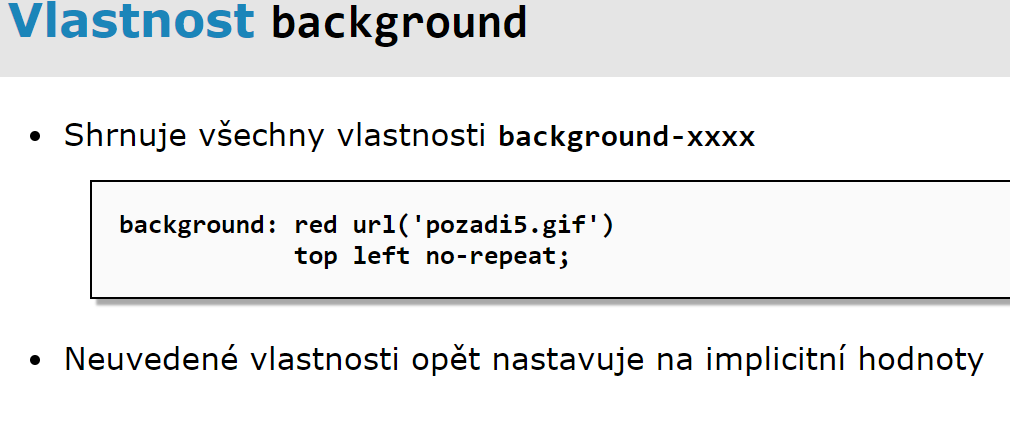 Vlastnost background
• Shrnuje všechny vlastnosti background-xxxx
background: red url('pozadi5.gif')
top left no-repeat;
• Neuvedené vlastnosti opět nastavuje na implicitní hodnoty